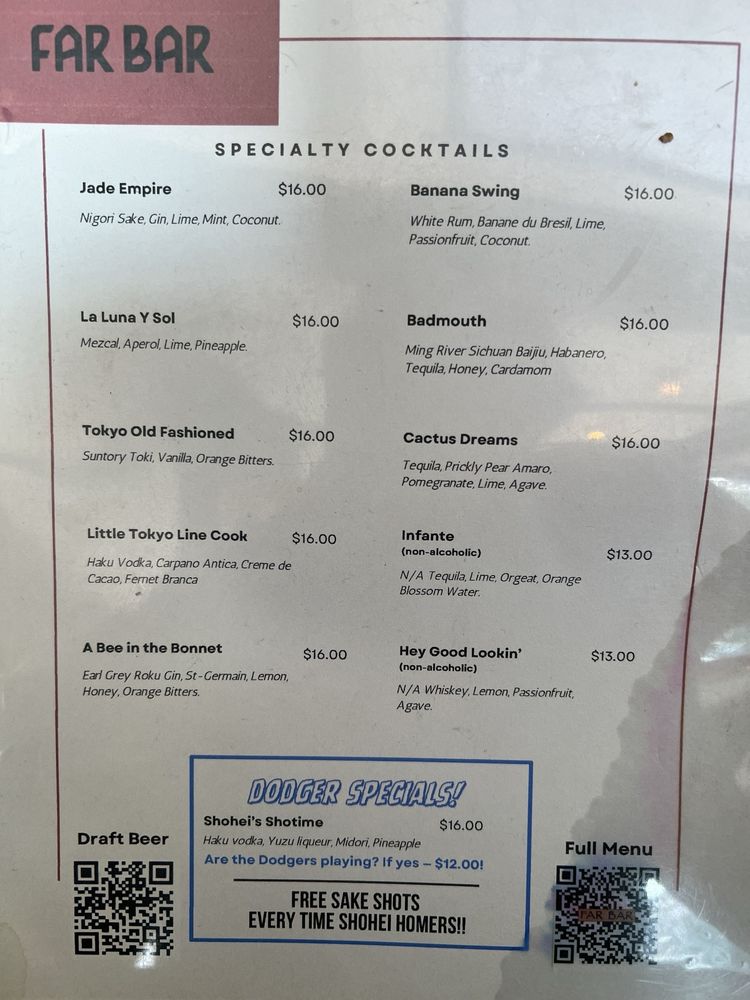 FAR BAR
SPECIALTY COCKTAILS
Jade Empire $16.00
Nigori Sake, Gin, Lime, Mint, Coconut.
La Luna Y Sol $16.00
Mezcal, Aperol, Lime, Pineapple.
Tokyo Old Fashioned $16.00
Suntory Toki, Vanilla, Orange Bitters.
Little Tokyo Line Cook $16.00
Haku Vodka, Carpano Antica, Creme de
Cacao, Fernet Branca
A Bee in the Bonnet $16.00
Earl Grey Roku Gin, St-Germain, Lemon,
Honey, Orange Bitters.
Banana Swing $16.00
White Rum, Banane du Bresil, Lime,
Passionfruit, Coconut.
Badmouth $16.00
Ming River Sichuan Baijiu, Habanero,
Tequila, Honey, Cardamom
Cactus Dreams $16.00
Tequila, Prickly Pear Amaro,
Pomegranate, Lime, Agave.
Infante
(non-alcoholic) $13.00
N/A Tequila, Lime, Orgeat, Orange
Blossom Water.
Hey Good Lookin' $13.00
(non-alcoholic)
N/A Whiskey, Lemon, Passionfruit,
Agave.
DODGER SPECIALS!
Shohei's Shotime $16.00
Haku vodka, Yuzu liqueur, Midori, Pineapple
Are the Dodgers playing? If yes – $12.00!
FREE SAKE SHOTS
EVERY TIME SHOHEI HOMERS!!
Draft Beer
Full Menu
FAR BAR